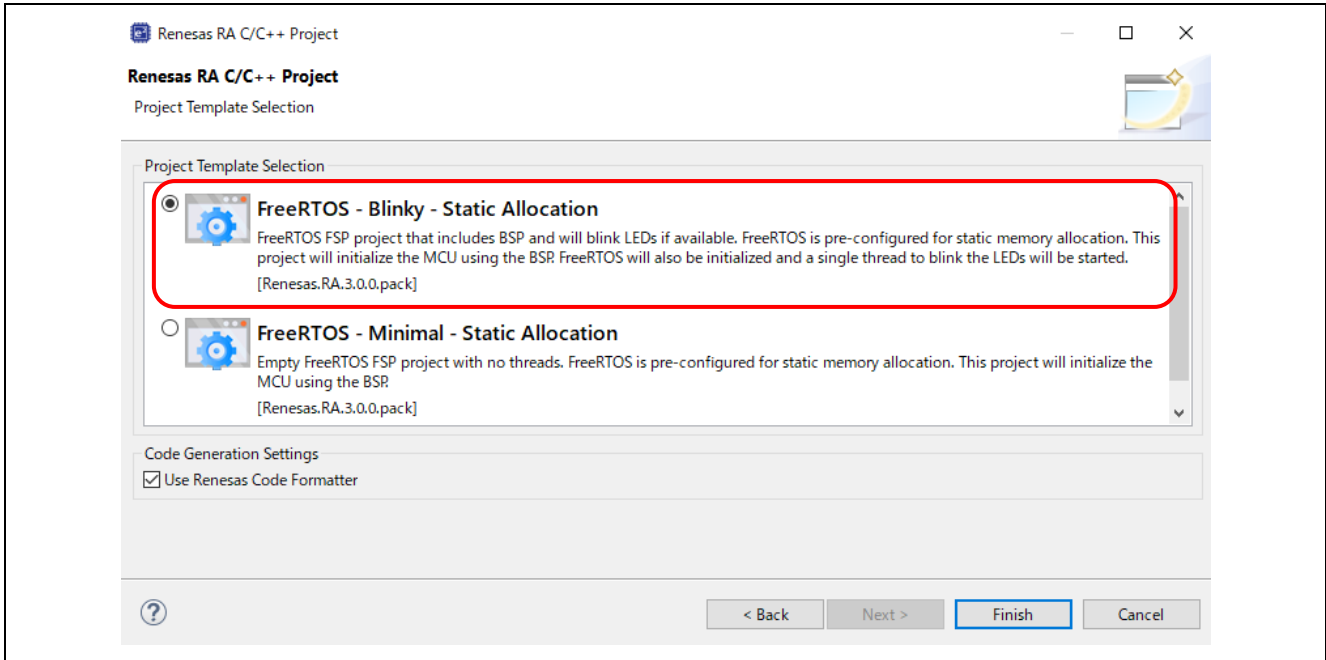 Renesas RA C/C++ Project
Renesas RA C/C++ Project
Project Template Selection
Project Template Selection
FreeRTOS - Blinky - Static Allocation
FreeRTOS FSP project that includes BSP and will blink LEDs if available. FreeRTOS is pre-configured for static memory allocation. This
project will initialize the MCU using the BSP. FreeRTOS will also be initialized and a single thread to blink the LEDs will be started.
[Renesas.RA.3.0.0.pack]
FreeRTOS - Minimal - Static Allocation
Empty FreeRTOS FSP project with no threads. FreeRTOS is pre-configured for static memory allocation. This project will initialize the
MCU using the BSP.
[Renesas.RA.3.0.0.pack]
Code Generation Settings
Use Renesas Code Formatter
?
< Back
Next >
Finish
Cancel